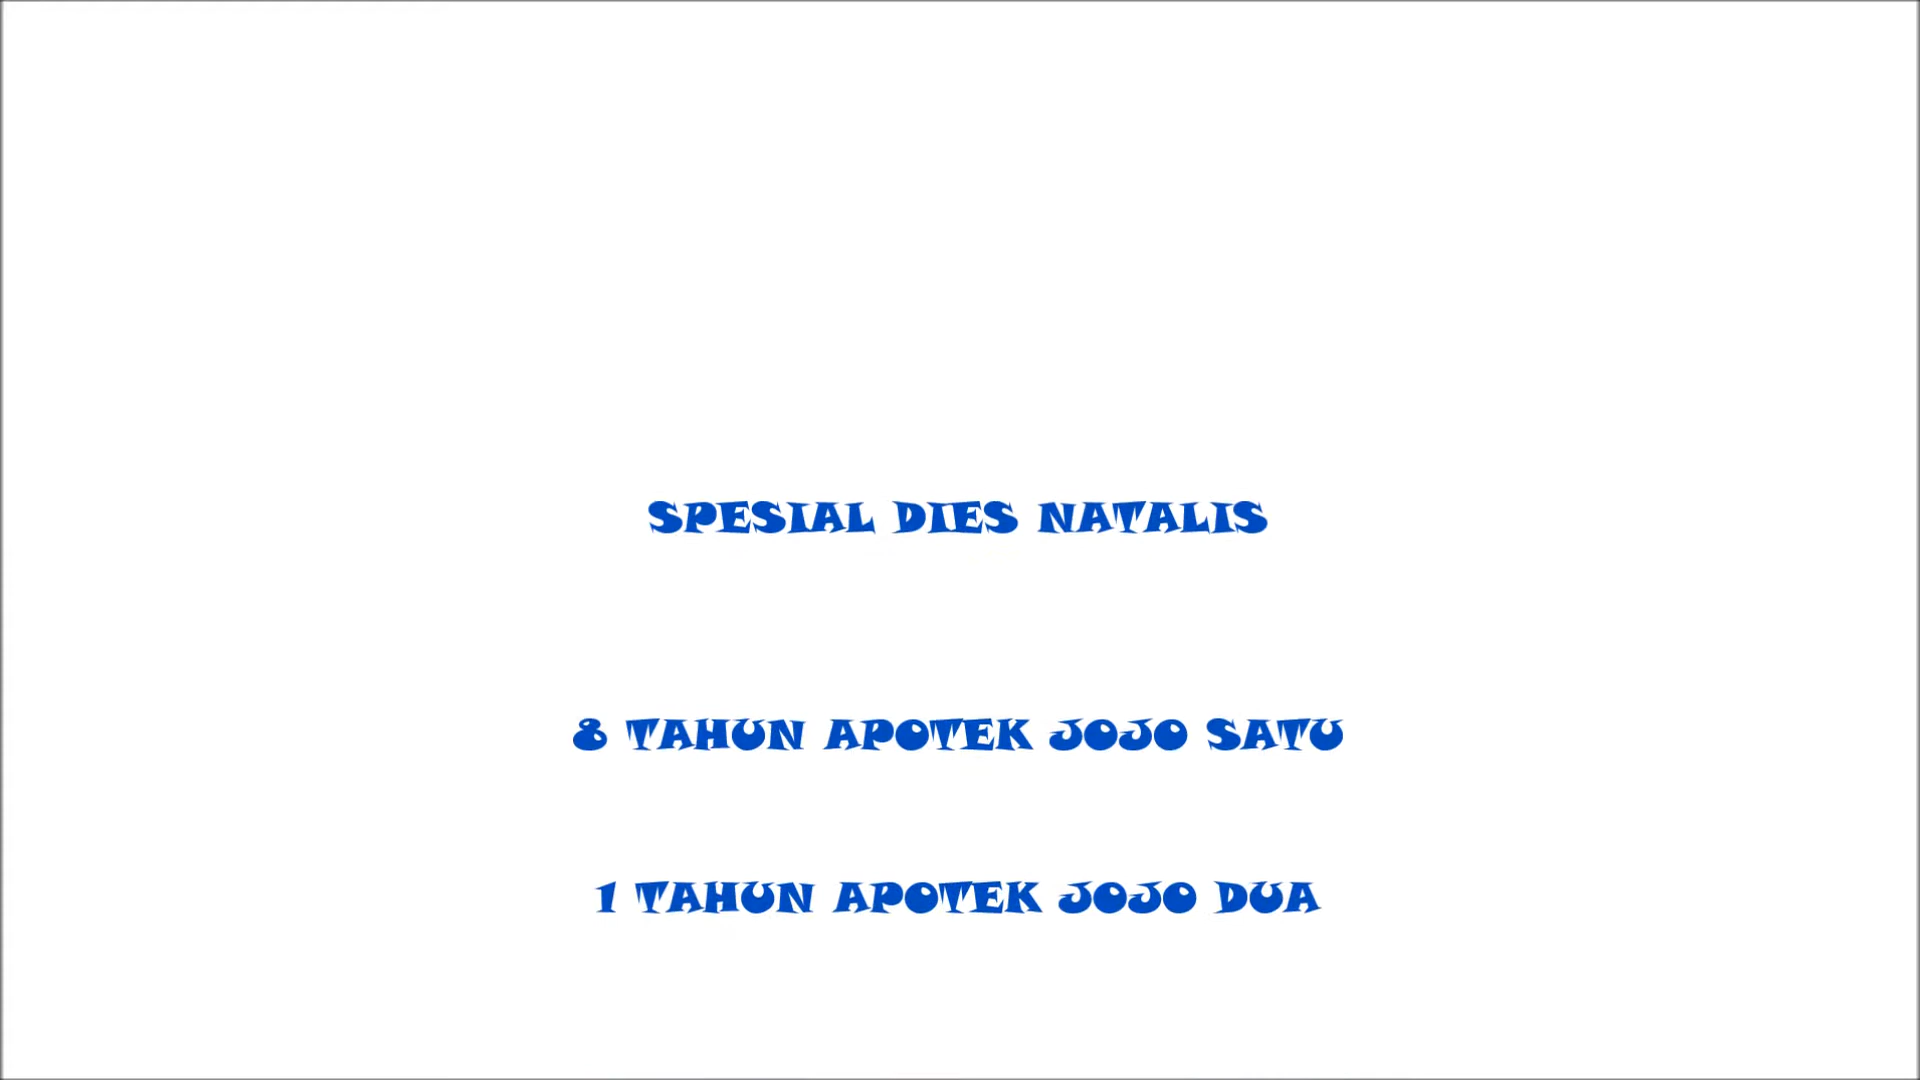 SPESIAL DIES NATALIS
8 TAHUN APOTEK JOJO SATU
1 TAHUN APOTEK JOJO DUA